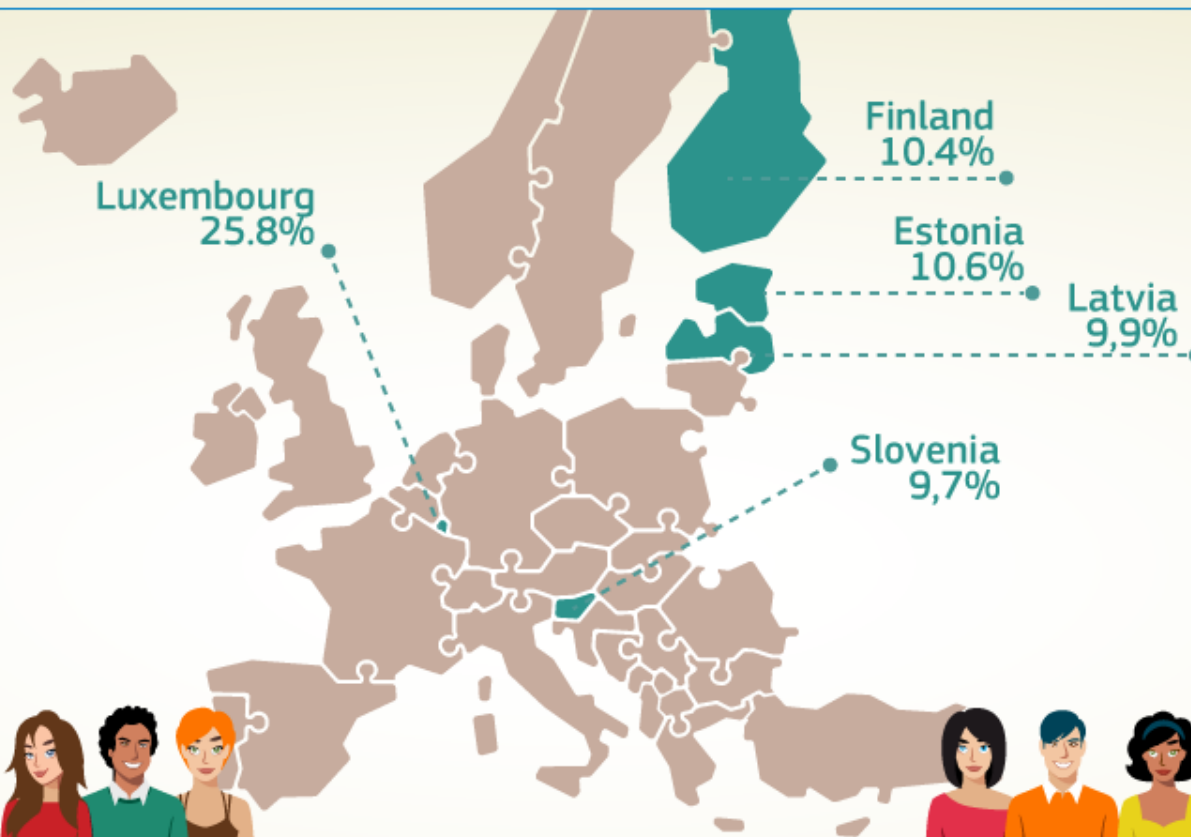 Finland
10.4%
Luxembourg
25.8%
Estonia
10.6%
Latvia
9,9%
Slovenia
9,7%